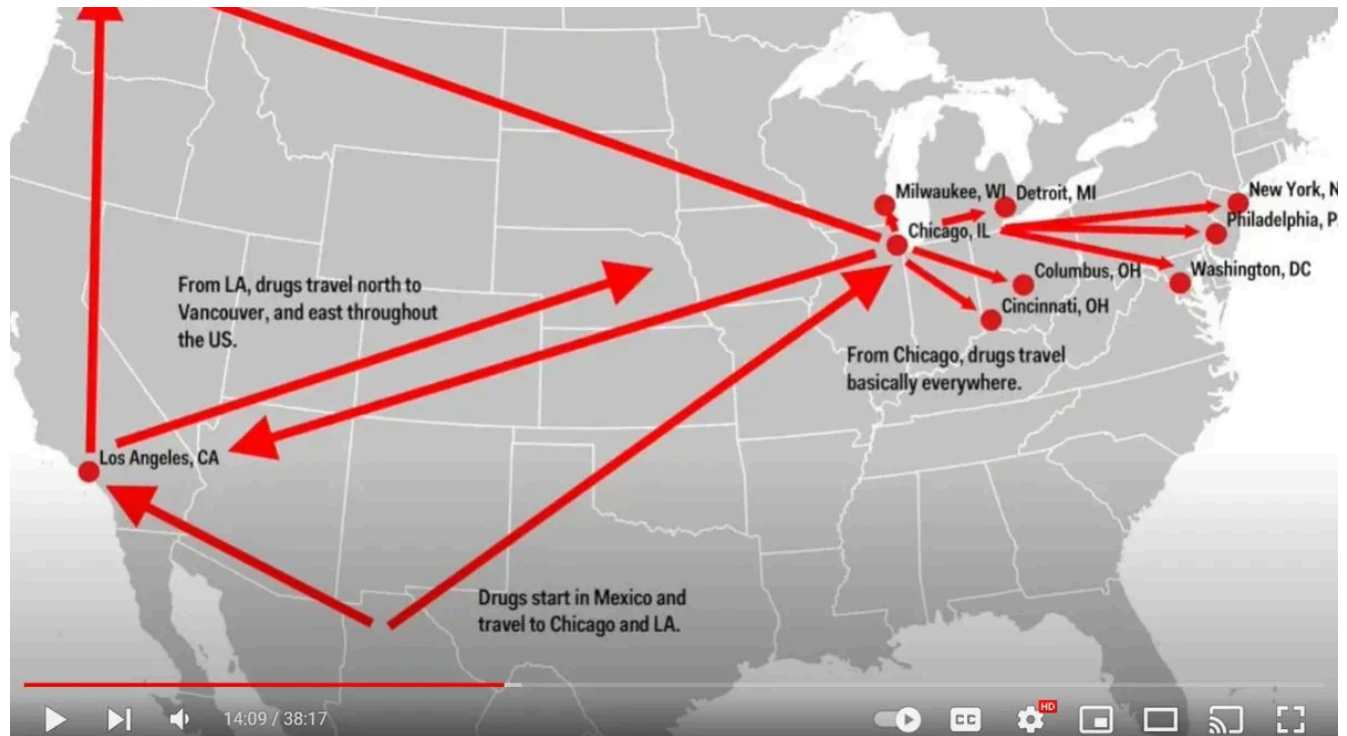 Milwaukee, WI
Detroit, MI
New York, N
Philadelphia, P
Chicago, IL
Columbus, OH
Washington, DC
Cincinnati, OH
From LA, drugs travel north to
Vancouver, and east throughout
the US.
From Chicago, drugs travel
basically everywhere.
Los Angeles, CA
Drugs start in Mexico and
travel to Chicago and LA.
14:09 / 38:17
CC
HD